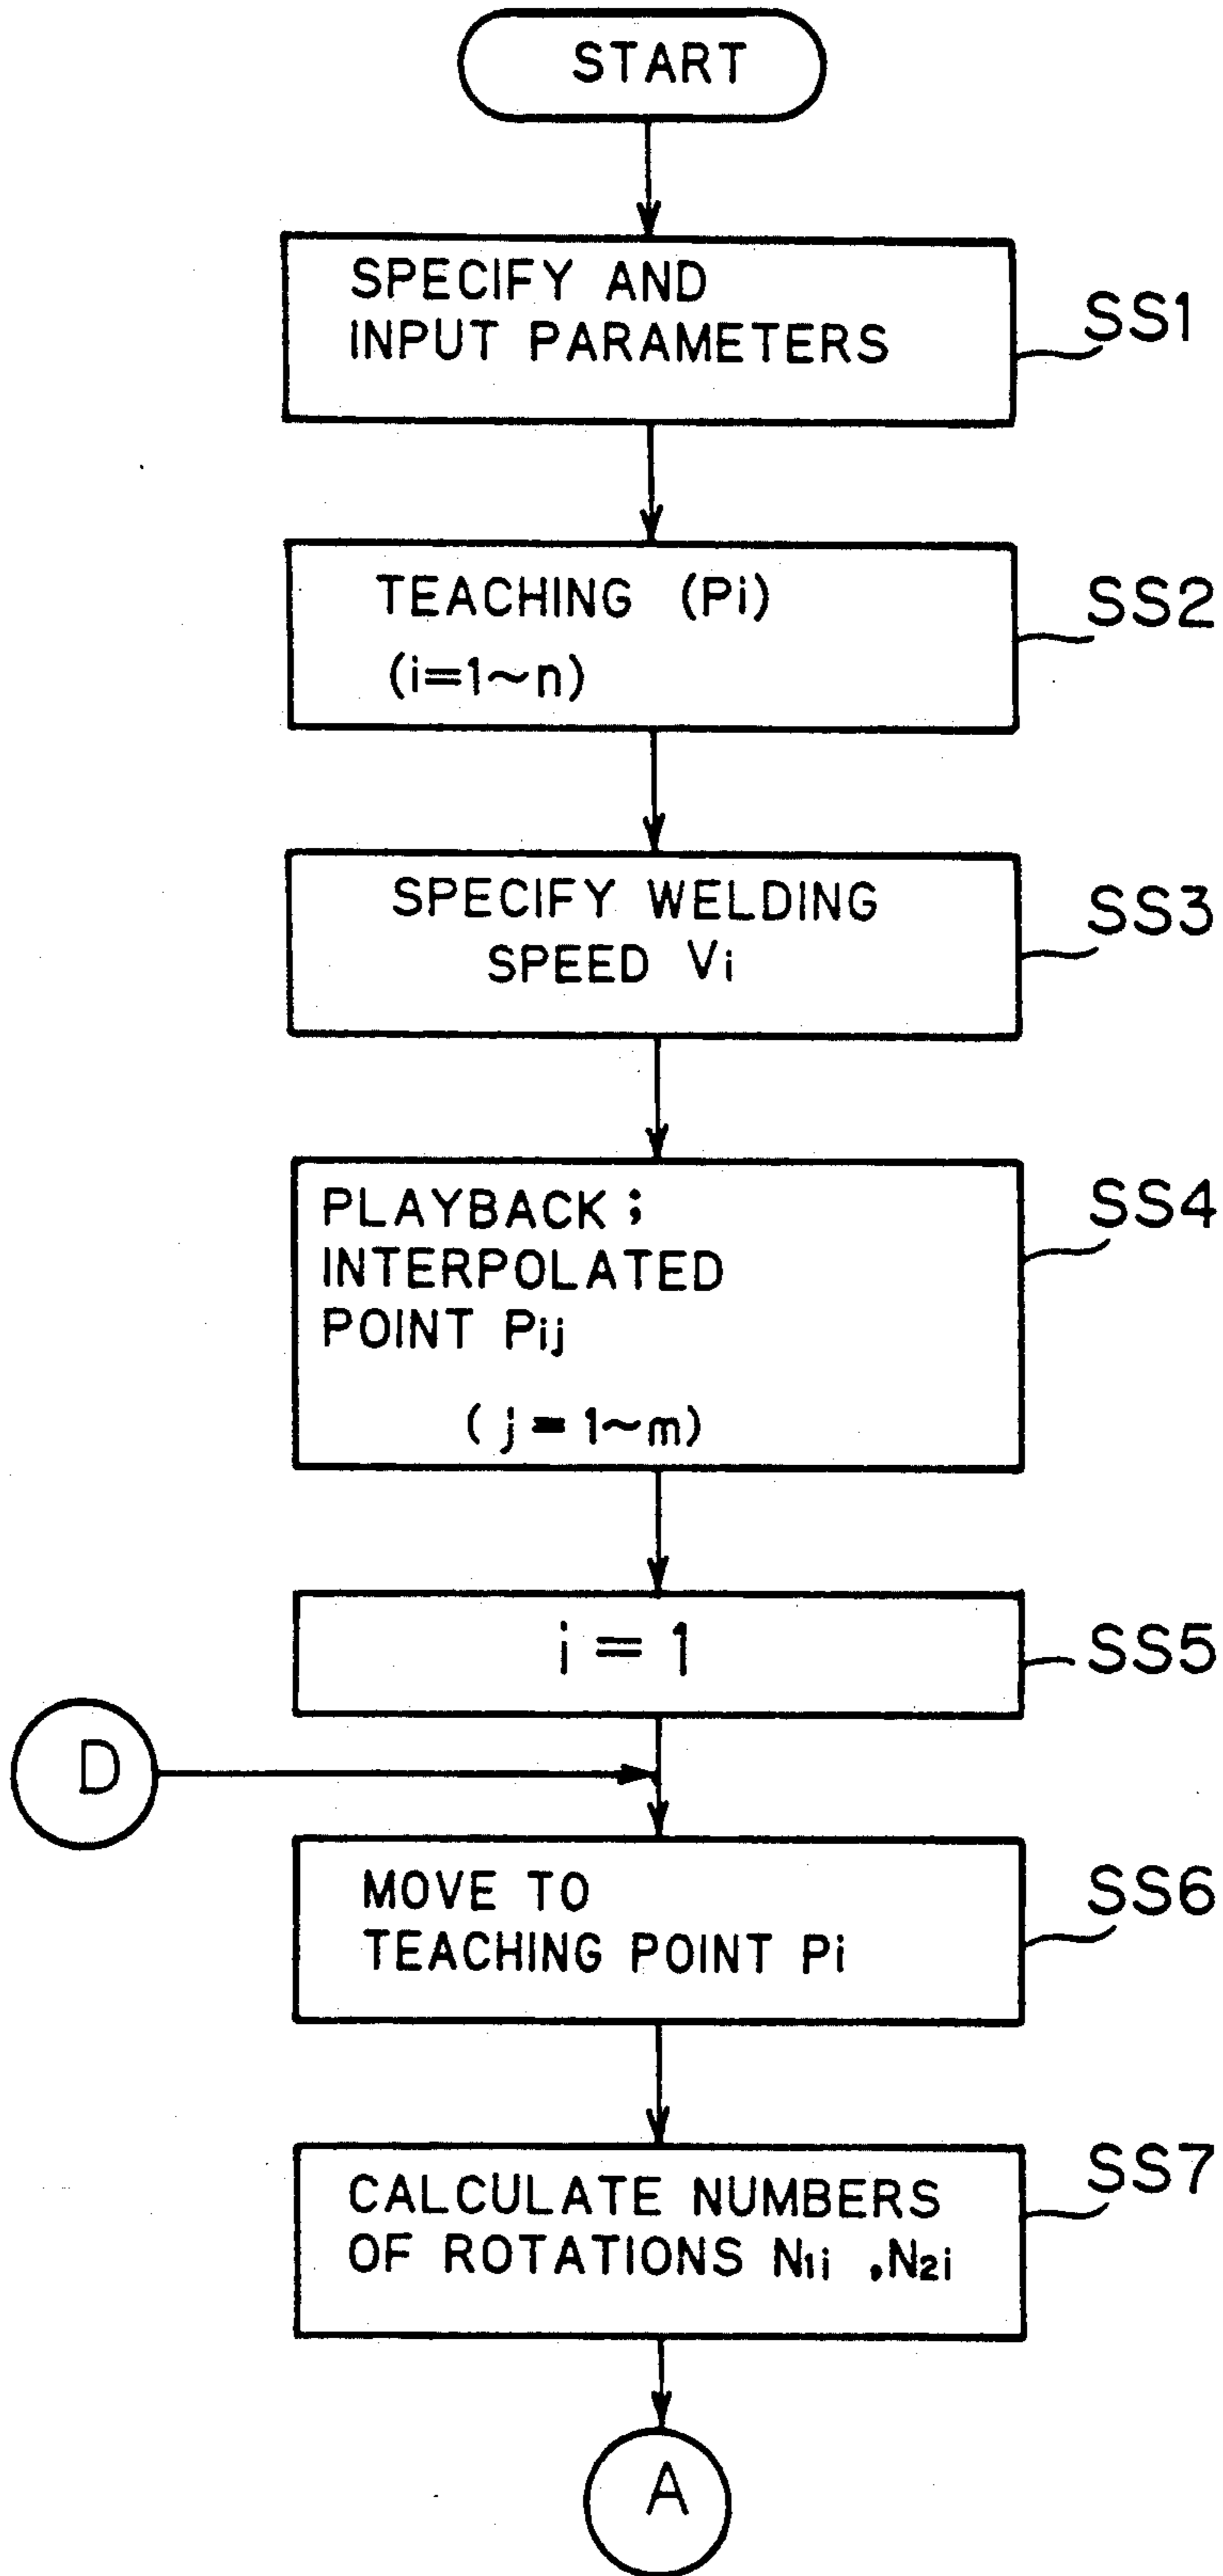 START
SPECIFY AND
INPUT PARAMETERS
SS1
TEACHING (Pi)
(i=1~n)
SS2
SPECIFY WELDING
SPEED Vi
SS3
PLAYBACK;
INTERPOLATED
POINT Pij
(j=1~m)
SS4
i=1
SS5
D
MOVE TO
TEACHING POINT Pi
SS6
CALCULATE NUMBERS
OF ROTATIONS N1i ,N2i
SS7
A